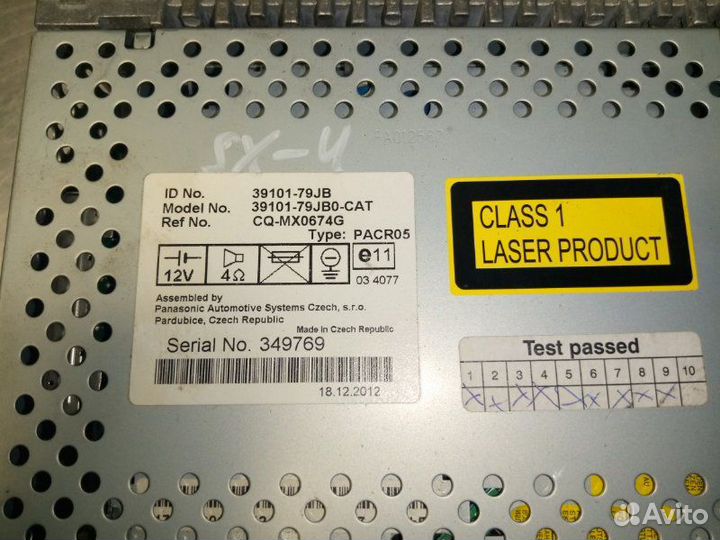 SX-4
ID No. 39101-79JB
Model No. 39101-79JB0-CAT
Ref No. CQ-MX0674G
Type: PACR05
12V
4Ω
e11
03 4077
Assembled by
Panasonic Automotive Systems Czech, s.r.o.
Pardubice, Czech Republic
Made in Czech Republic
Serial No. 349769
18.12.2012
CLASS 1
LASER PRODUCT
Test passed
1 2 3 4 5 6 7 8 9 10
Avito